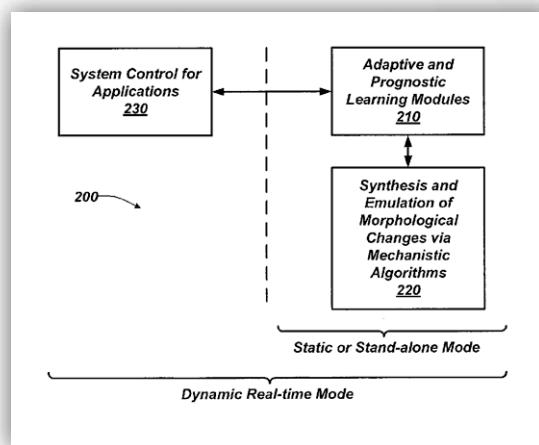 System Control for
Applications
230
Adaptive and
Prognostic
Learning Modules
210
200
Synthesis and
Emulation of
Morphological
Changes via
Mechanistic
Algorithms
220
Static or Stand-alone Mode
Dynamic Real-time Mode